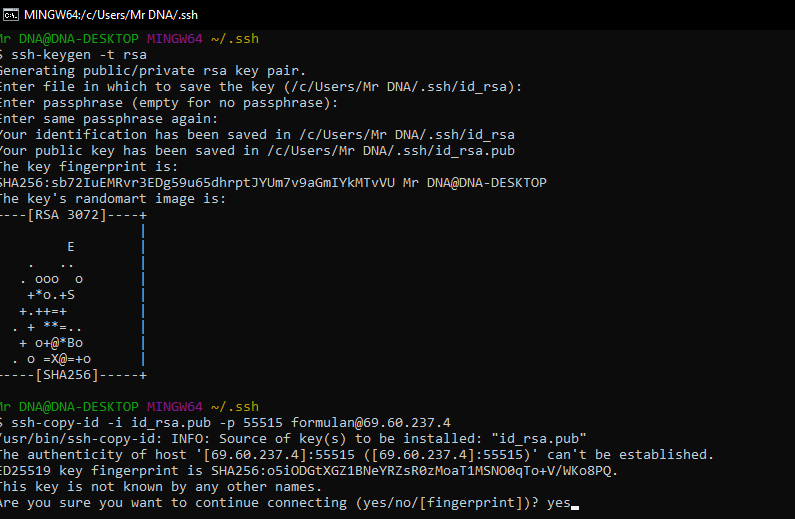 MINGW64:/c/Users/Mr DNA/.ssh
Mr DNA@DNA-DESKTOP MINGW64 ~/.ssh
$ ssh-keygen -t rsa
Generating public/private rsa key pair.
Enter file in which to save the key (/c/Users/Mr DNA/.ssh/id_rsa):
Enter passphrase (empty for no passphrase):
Enter same passphrase again:
Your identification has been saved in /c/Users/Mr DNA/.ssh/id_rsa
Your public key has been saved in /c/Users/Mr DNA/.ssh/id_rsa.pub
The key fingerprint is:
SHA256:sb72IuEMRvr3EDg59u65dhrptJYUm7v9aGmIYkMTvVU Mr DNA@DNA-DESKTOP
The key's randomart image is:
----[RSA 3072]----+
                  |
         E        |
    .   ..        |
   . ooo  o       |
    +*o.+S        |
   +.++=+         |
  . + **=..       |
   + o+@*Bo       |
  . o =X@=+o      |
-----[SHA256]-----+
Mr DNA@DNA-DESKTOP MINGW64 ~/.ssh
$ ssh-copy-id -i id_rsa.pub -p 55515 formulan@69.60.237.4
/usr/bin/ssh-copy-id: INFO: Source of key(s) to be installed: "id_rsa.pub"
The authenticity of host '[69.60.237.4]:55515 ([69.60.237.4]:55515)' can't be established.
ED25519 key fingerprint is SHA256:o5iODGtXGZ1BNeYRZsR0zMoaT1MSNO0qTo+V/WKo8PQ.
This key is not known by any other names.
Are you sure you want to continue connecting (yes/no/[fingerprint])? yes